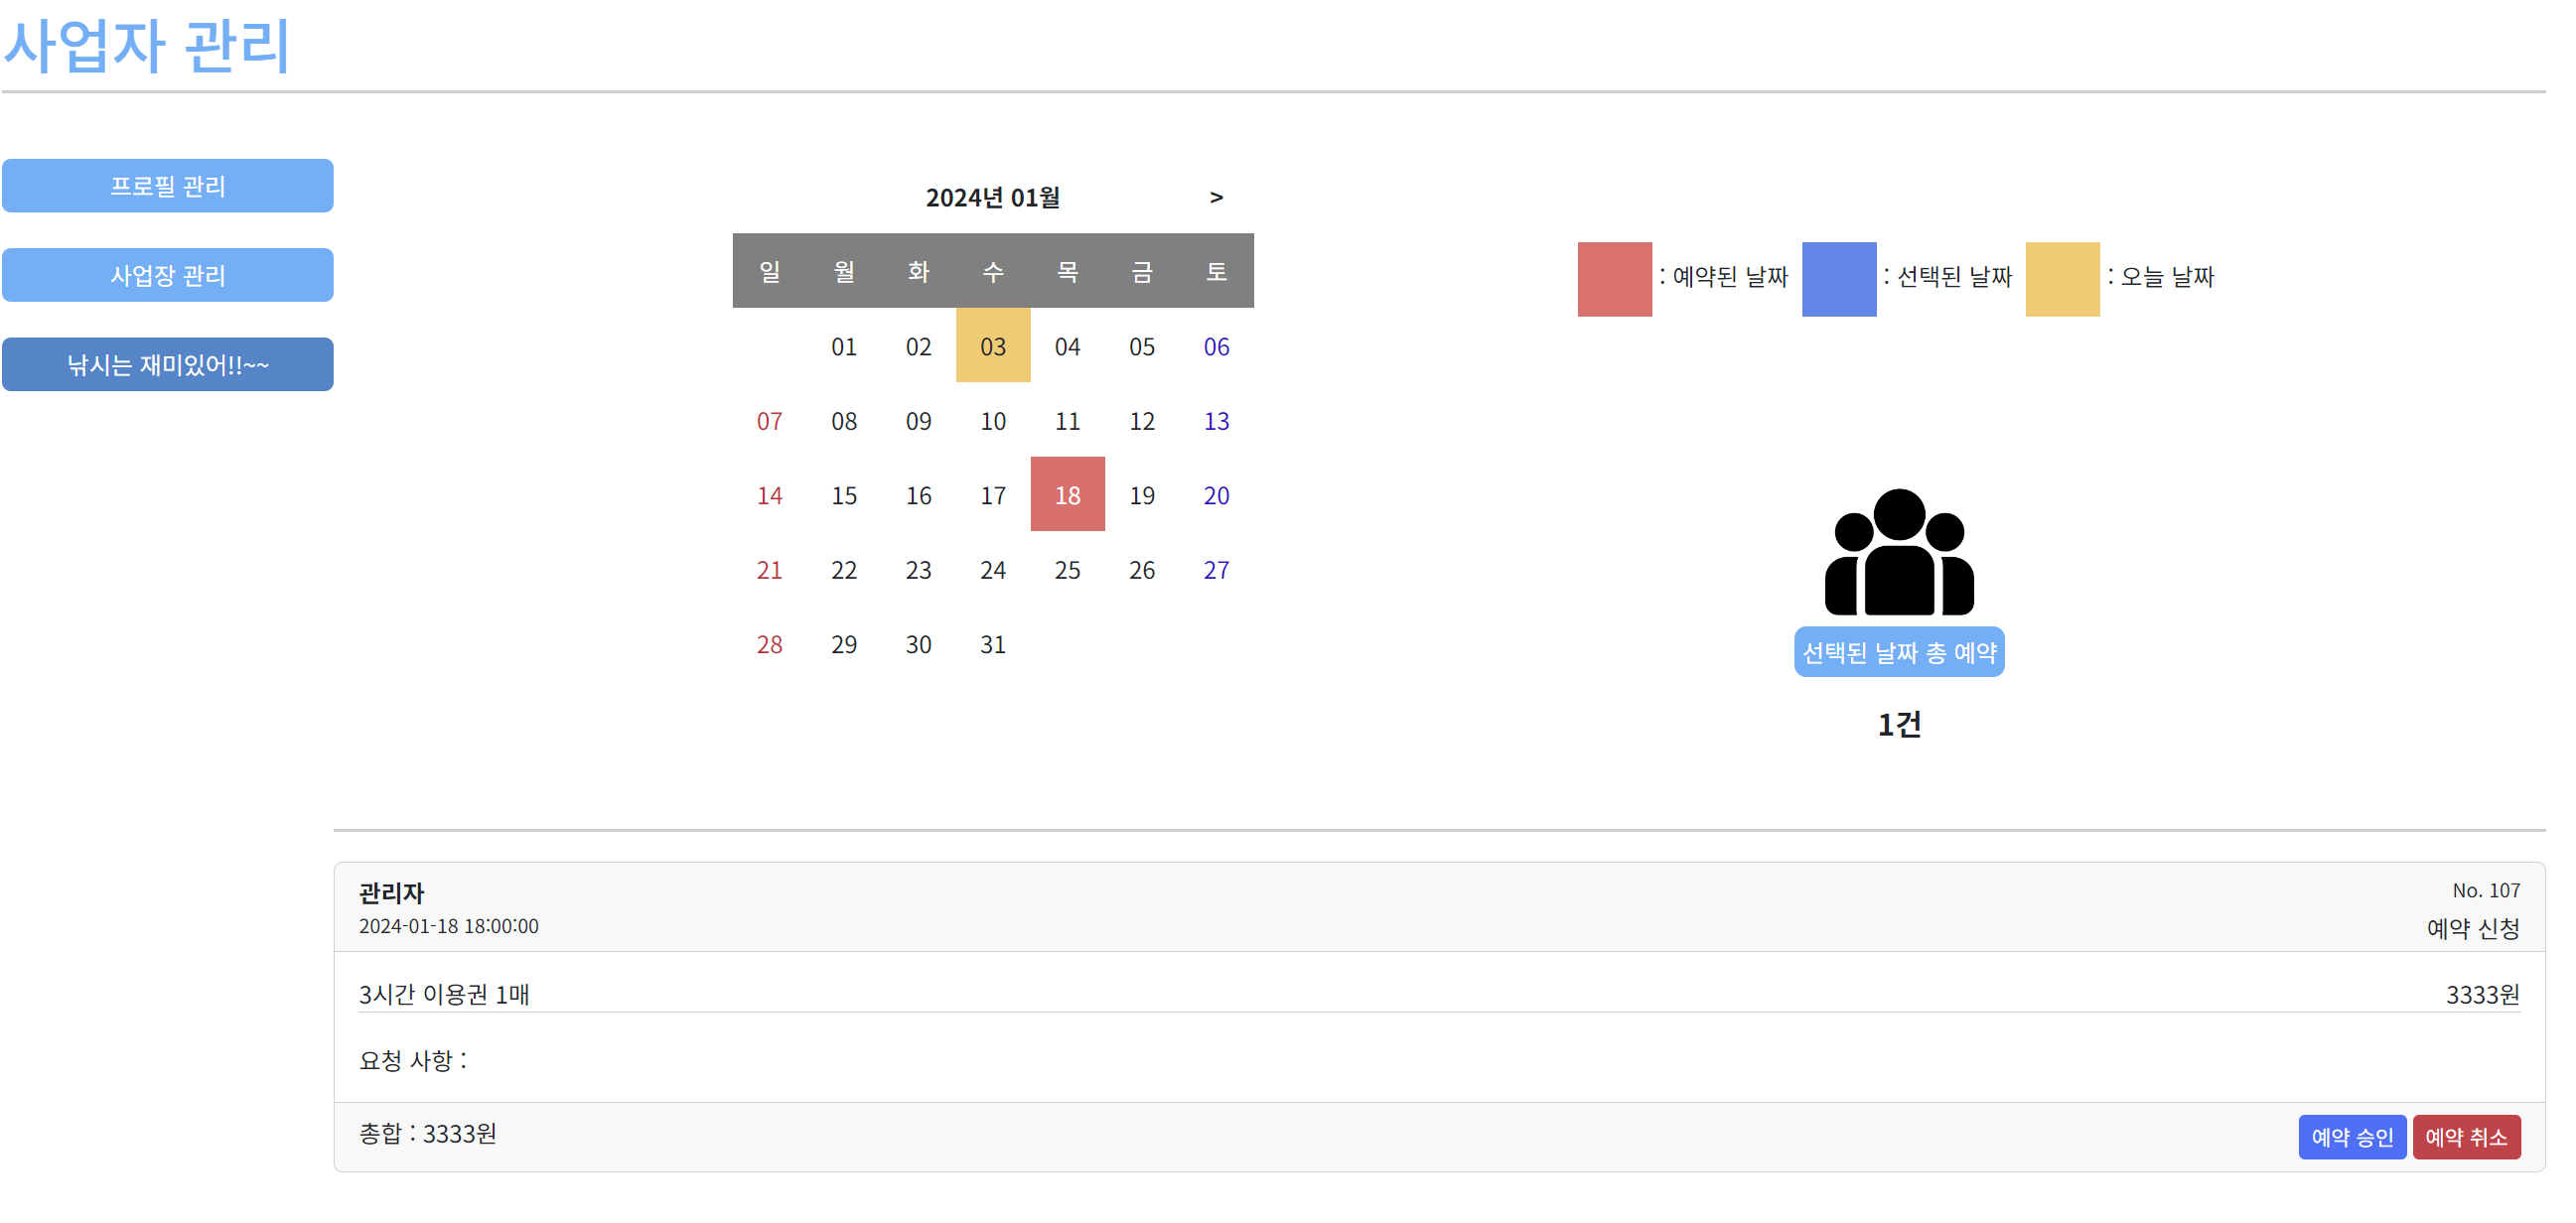 사업자 관리
프로필 관리
사업장 관리
낚시는 재미있어!!~~
2024년 01월 >
일 월 화 수 목 금 토
01 02 03 04 05 06
07 08 09 10 11 12 13
14 15 16 17 18 19 20
21 22 23 24 25 26 27
28 29 30 31
: 예약된 날짜 : 선택된 날짜 : 오늘 날짜
선택된 날짜 총 예약
1건
관리자
No. 107
2024-01-18 18:00:00
예약 신청
3시간 이용권 1매 3333원
요청 사항 :
총합 : 3333원
예약 승인 예약 취소